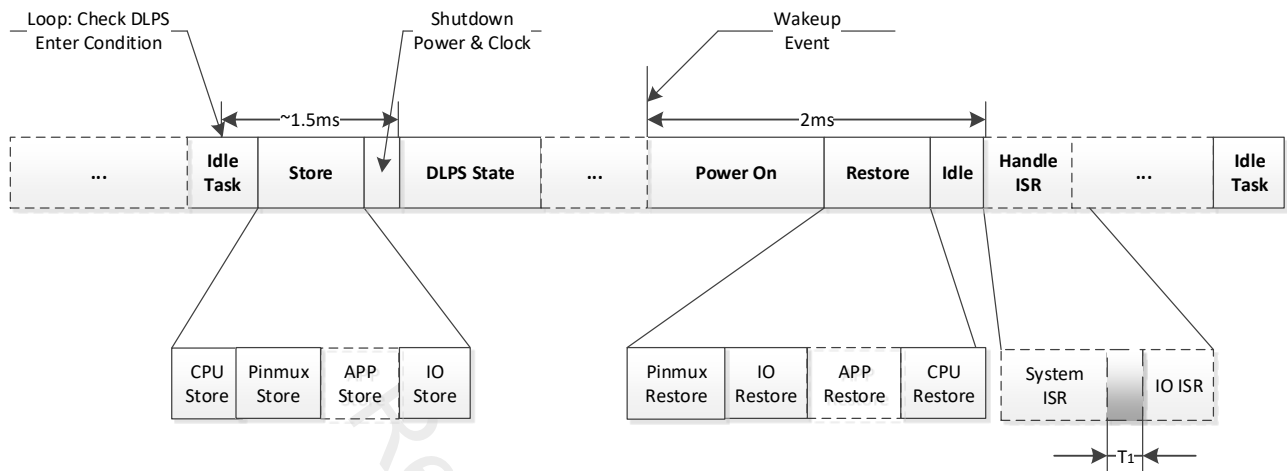 Loop: Check DLPS
Enter Condition
Shutdown
Power & Clock
Wakeup
Event
~1.5ms
2ms
...
Idle
Task
Store
DLPS State
...
Power On
Restore
Idle
Handle
ISR
...
Idle
Task
CPU
Store
Pinmux
Store
APP
Store
IO
Store
Pinmux
Restore
IO
Restore
APP
Restore
CPU
Restore
System
ISR
IO ISR
T1